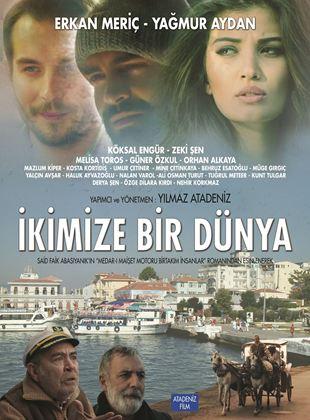 ERKAN MERİÇ - YAĞMUR AYDAN
KÖKSAL ENGÜR - ZEKİ ŞEN
MELİSA TOROS - GÜNER ÖZKUL - ORHAN ALKAYA
MAZLUM KİPER - KOSTA KORTİDİS - UMUR ÇETİNER - MİNE ÇETİNKAYA - BEHRUZ ESATOĞLU - MÜGE GIRGIÇ
YALÇIN AVŞAR - HALUK AYVAZOĞLU - NALAN VAROL - ALİ OSMAN TURUT - TUĞRUL METEER - KUNT TULGAR
DERYA ŞEN - ÖZGE DİLARA KIRDI - NEHİR KORKMAZ
YAPIMCI ve YÖNETMEN : YILMAZ ATADENİZ
İKİMİZE BİR DÜNYA
SAİD FAİK ABASIYANIK'IN "MEDAR-I MAİŞET MOTORU BİRTAKIM İNSANLAR" ROMANINDAN ESİNLENEREK
ATADENİZ
FİLM